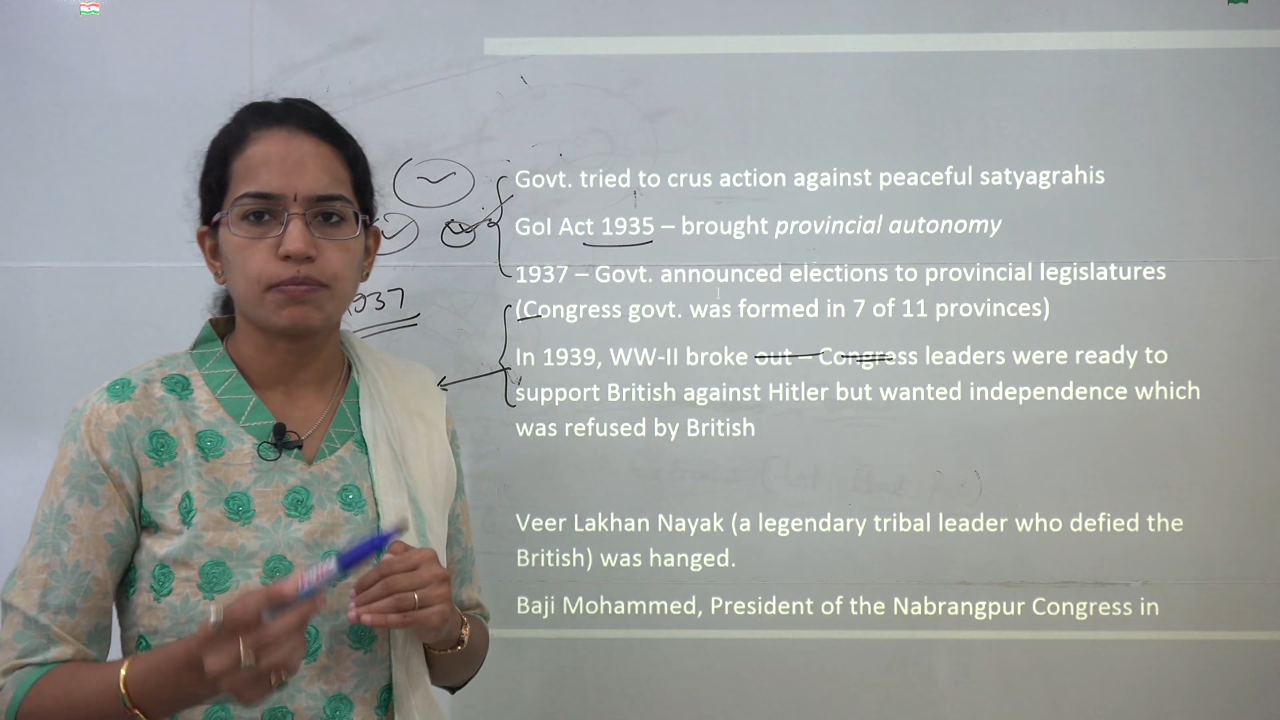 Govt. tried to crus action against peaceful satyagrahis
GoI Act 1935 – brought provincial autonomy
1937 – Govt. announced elections to provincial legislatures
1937
(Congress govt. was formed in 7 of 11 provinces)
In 1939, WW-II broke out – Congress leaders were ready to
support British against Hitler but wanted independence which
was refused by British
Veer Lakhan Nayak (a legendary tribal leader who defied the
British) was hanged.
Baji Mohammed, President of the Nabrangpur Congress in